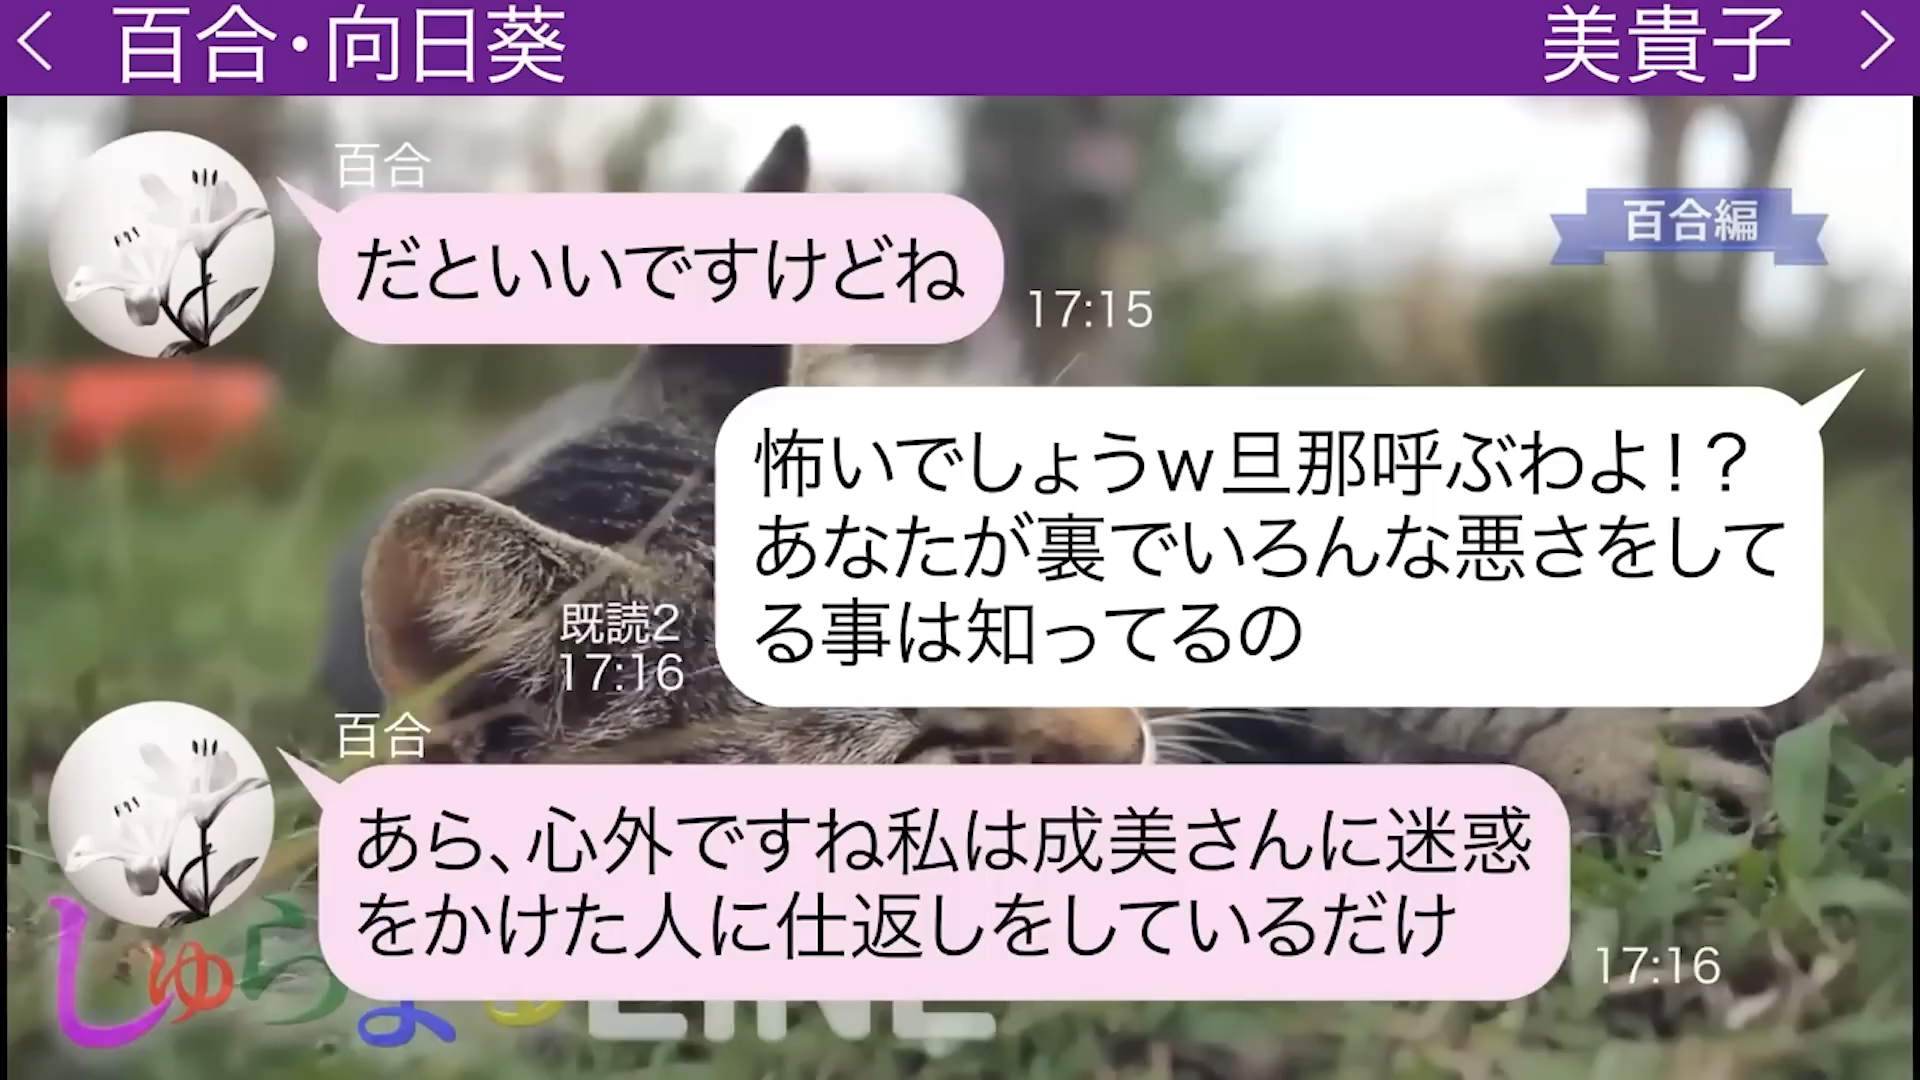 百合・向日葵
美貴子
百合
百合編
だといいですけどね
17:15
怖いでしょうw旦那呼ぶわよ！？
あなたが裏でいろんな悪さをして
る事は知ってるの
既読2
17:16
百合
あら、心外ですね私は成美さんに迷惑
をかけた人に仕返しをしているだけ
17:16
LINE